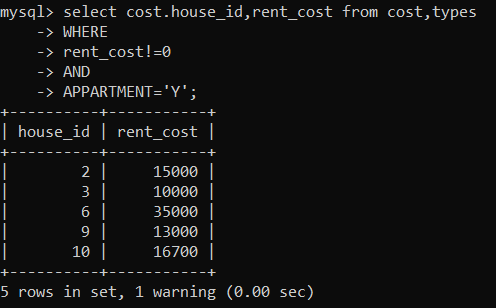 mysql> select cost.house_id,rent_cost from cost,types
    -> WHERE
    -> rent_cost!=0
    -> AND
    -> APPARTMENT='Y';
+----------+-----------+
| house_id | rent_cost |
+----------+-----------+
|        2 |     15000 |
|        3 |     10000 |
|        6 |     35000 |
|        9 |     13000 |
|       10 |     16700 |
+----------+-----------+
5 rows in set, 1 warning (0.00 sec)